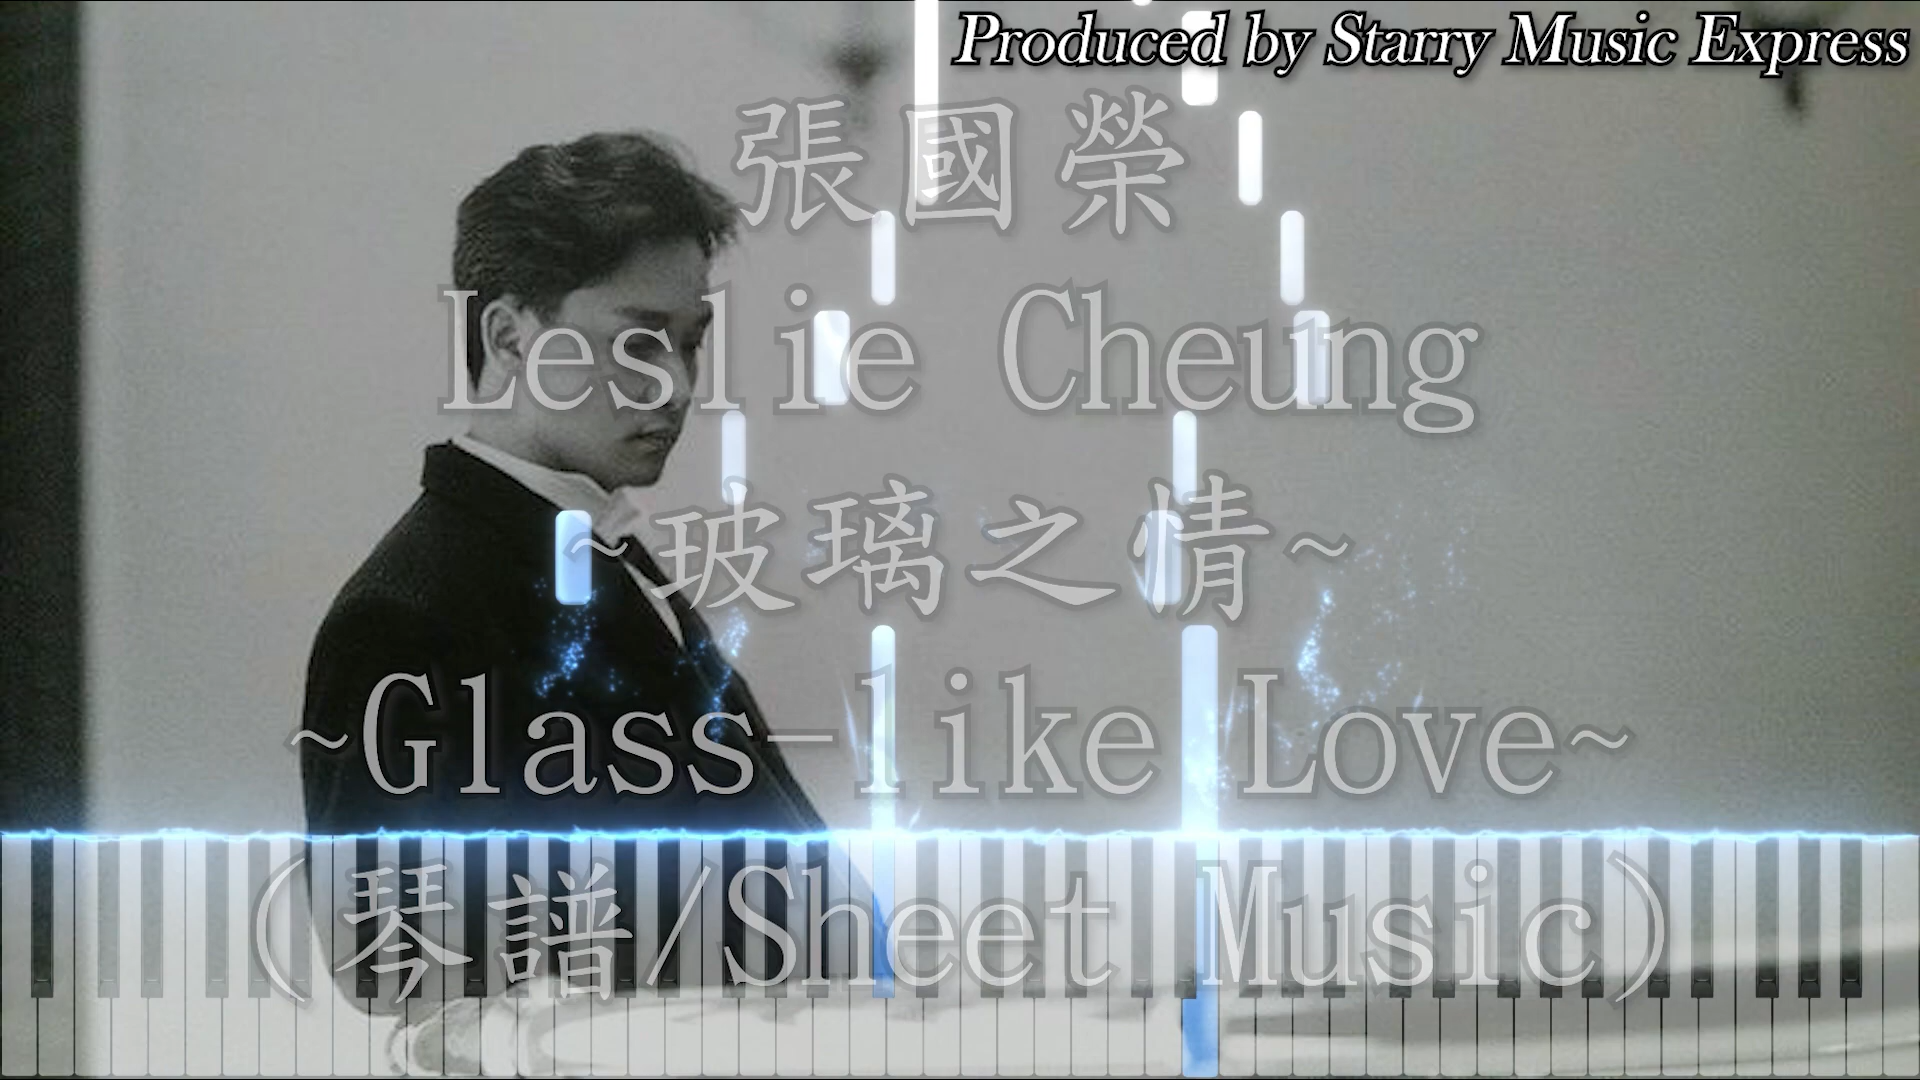 Produced by Starry Music Express
張國榮
Leslie Cheung
~玻璃之情~
~Glass-like Love~
(琴譜/Sheet Music)